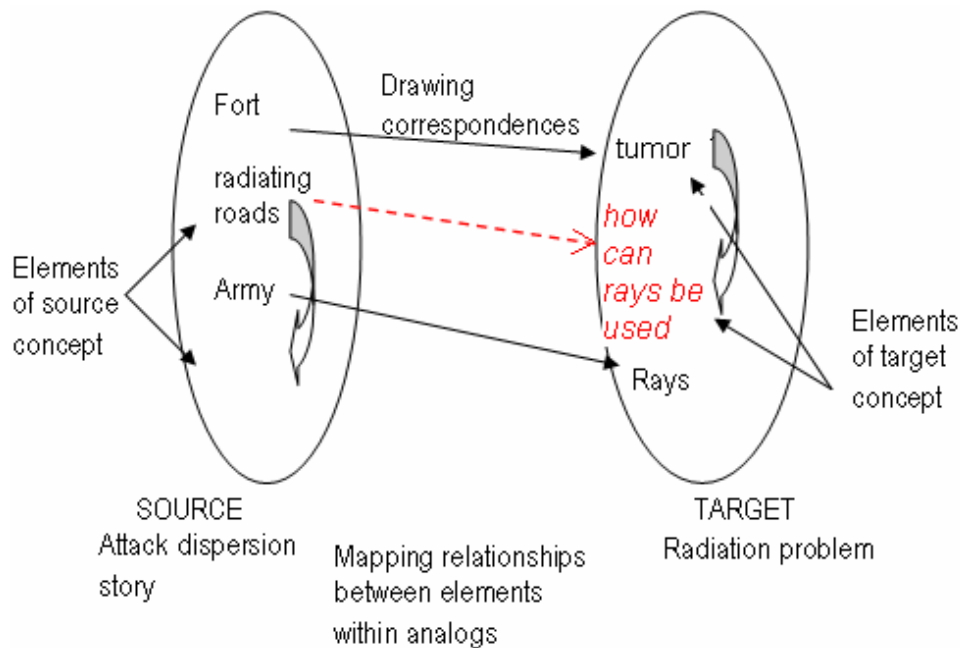 Fort
Drawing
correspondences
tumor
radiating
roads
how
can
rays be
used
Elements
of source
concept
Army
Elements
of target
concept
Rays
SOURCE
Attack dispersion
story
TARGET
Radiation problem
Mapping relationships
between elements
within analogs